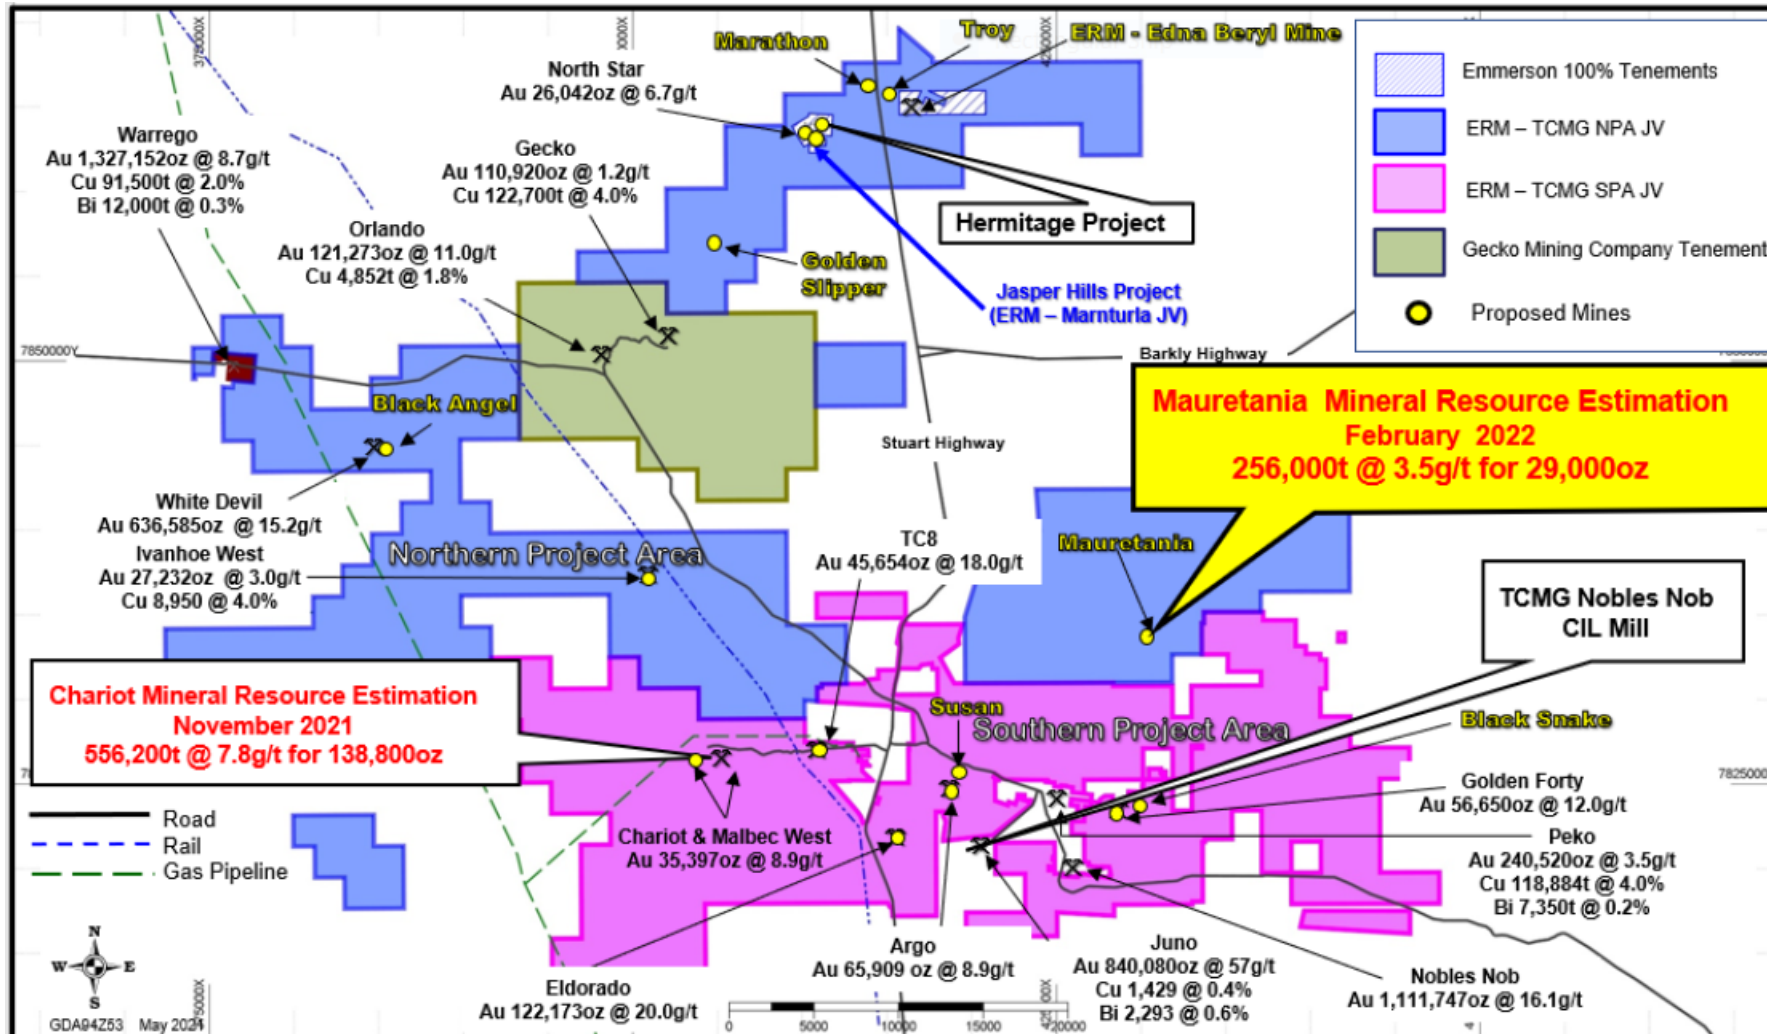 Marathon
Troy
ERM - Edna Beryl Mine
North Star
Au 26,042oz @ 6.7g/t
Warrego
Au 1,327,152oz @ 8.7g/t
Cu 91,500t @ 2.0%
Bi 12,000t @ 0.3%
Gecko
Au 110,920oz @ 1.2g/t
Cu 122,700t @ 4.0%
Orlando
Au 121,273oz @ 11.0g/t
Cu 4,852t @ 1.8%
Hermitage Project
Golden
Slipper
Jasper Hills Project
(ERM – Marnturla JV)
Emmerson 100% Tenements
ERM – TCMG NPA JV
ERM – TCMG SPA JV
Gecko Mining Company Tenement
Proposed Mines
7850000Y
Barkly Highway
Black Angel
Stuart Highway
Mauretania Mineral Resource Estimation
February 2022
256,000t @ 3.5g/t for 29,000oz
White Devil
Au 636,585oz @ 15.2g/t
Ivanhoe West
Au 27,232oz @ 3.0g/t
Cu 8,950 @ 4.0%
Northern Project Area
TC8
Au 45,654oz @ 18.0g/t
Mauretania
TCMG Nobles Nob
CIL Mill
Chariot Mineral Resource Estimation
November 2021
556,200t @ 7.8g/t for 138,800oz
Susan
Southern Project Area
Black Snake
Golden Forty
Au 56,650oz @ 12.0g/t
Road
Rail
Gas Pipeline
Chariot & Malbec West
Au 35,397oz @ 8.9g/t
Peko
Au 240,520oz @ 3.5g/t
Cu 118,884t @ 4.0%
Bi 7,350t @ 0.2%
Argo
Au 65,909 oz @ 8.9g/t
Juno
Au 840,080oz @ 57g/t
Cu 1,429 @ 0.4%
Bi 2,293 @ 0.6%
Nobles Nob
Au 1,111,747oz @ 16.1g/t
Eldorado
Au 122,173oz @ 20.0g/t
N
W E
S
0 5000 10000 15000 20000
GDA94Z53 May 2021